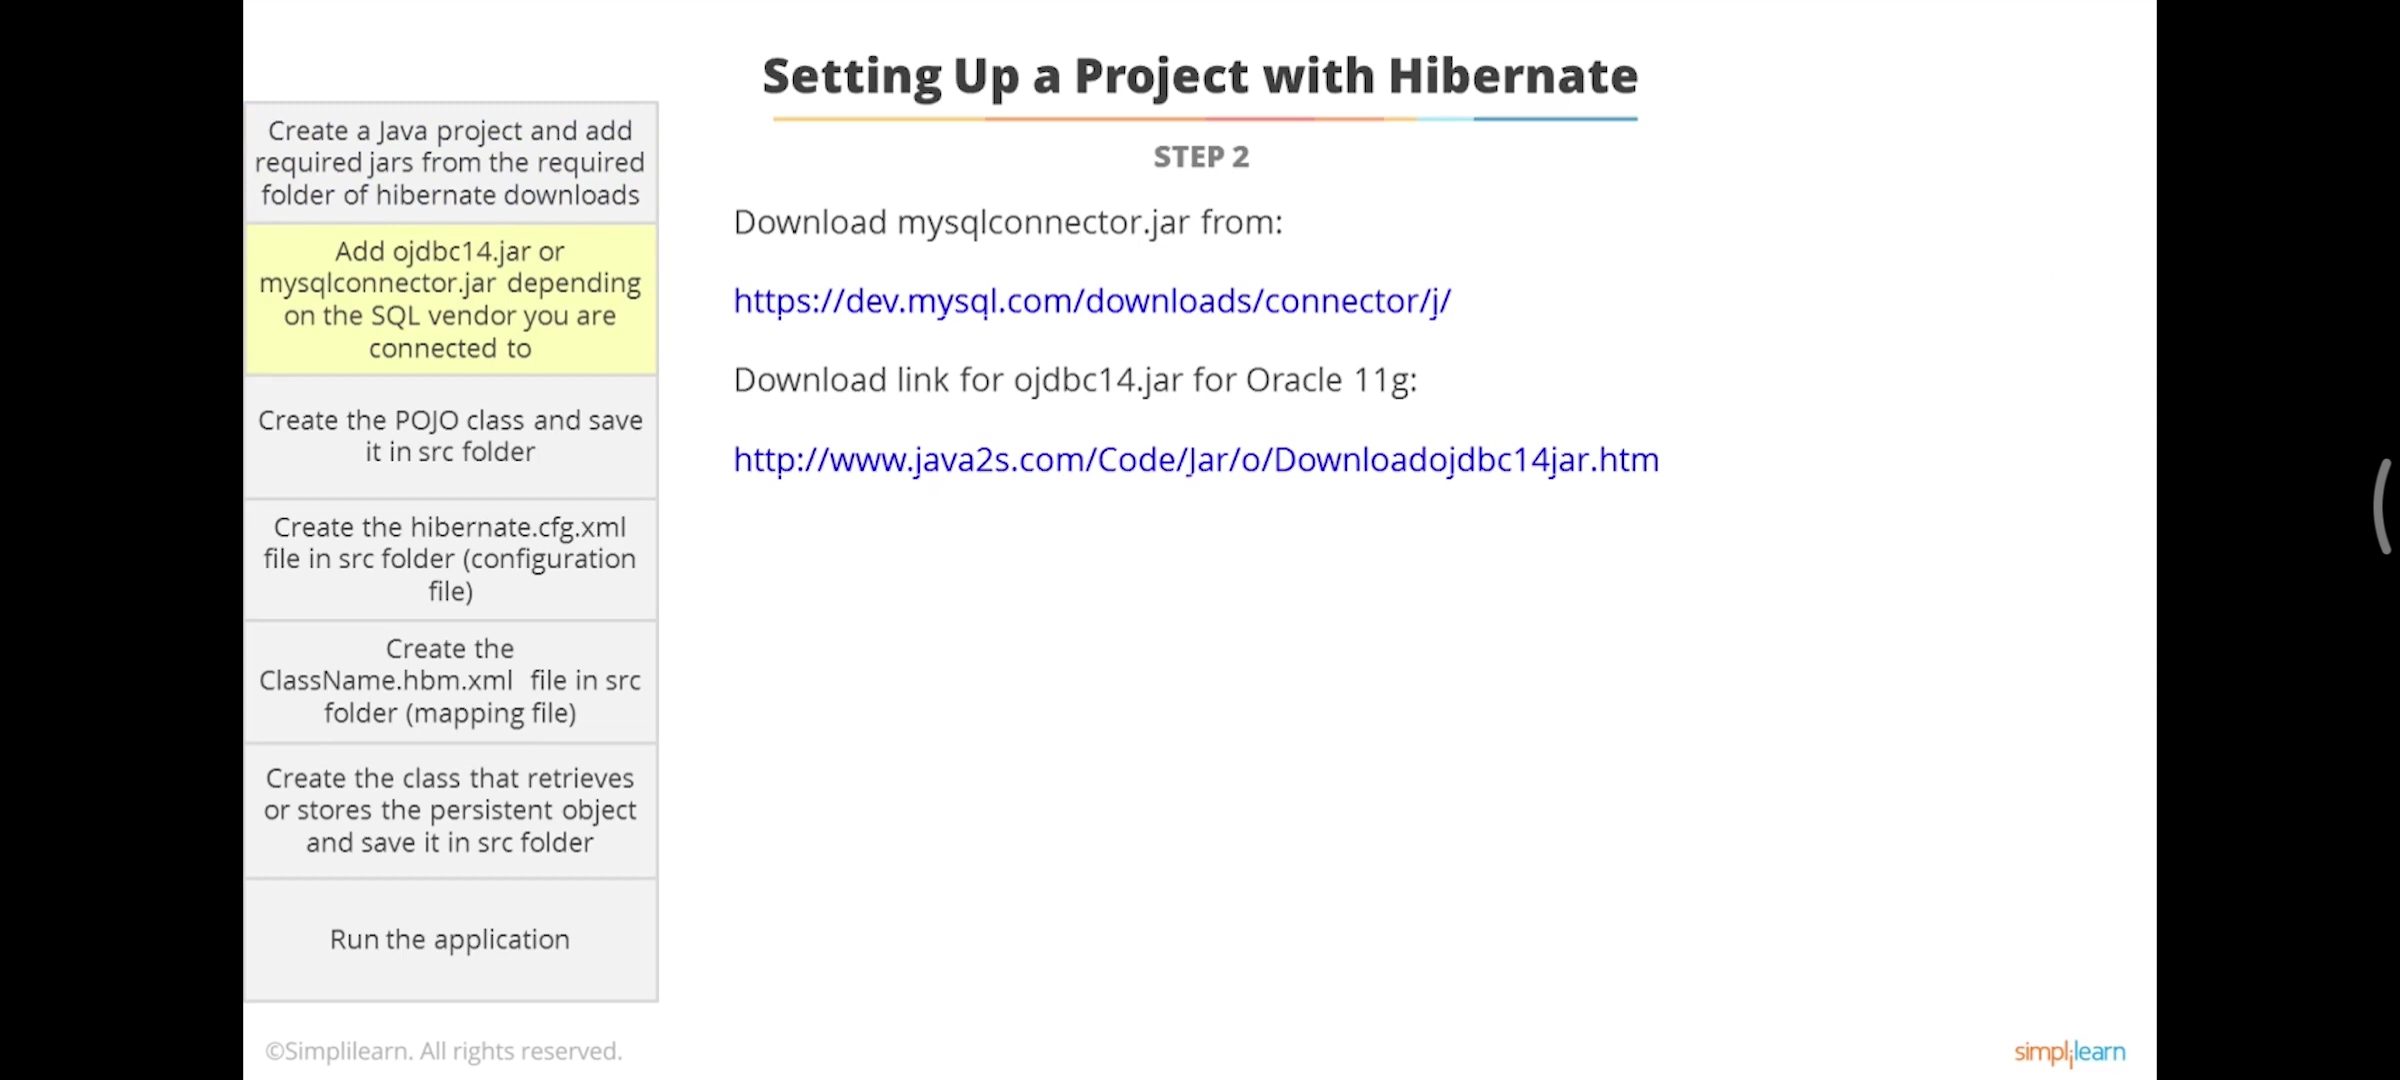 Setting Up a Project with Hibernate
STEP 2
Create a Java project and add
required jars from the required
folder of hibernate downloads
Add ojdbc14.jar or
mysqlconnector.jar depending
on the SQL vendor you are
connected to
Create the POJO class and save
it in src folder
Create the hibernate.cfg.xml
file in src folder (configuration
file)
Create the
ClassName.hbm.xml file in src
folder (mapping file)
Create the class that retrieves
or stores the persistent object
and save it in src folder
Run the application
Download mysqlconnector.jar from:
https://dev.mysql.com/downloads/connector/j/
Download link for ojdbc14.jar for Oracle 11g:
http://www.java2s.com/Code/Jar/o/Downloadojdbc14jar.htm
©Simplilearn. All rights reserved.
simplilearn